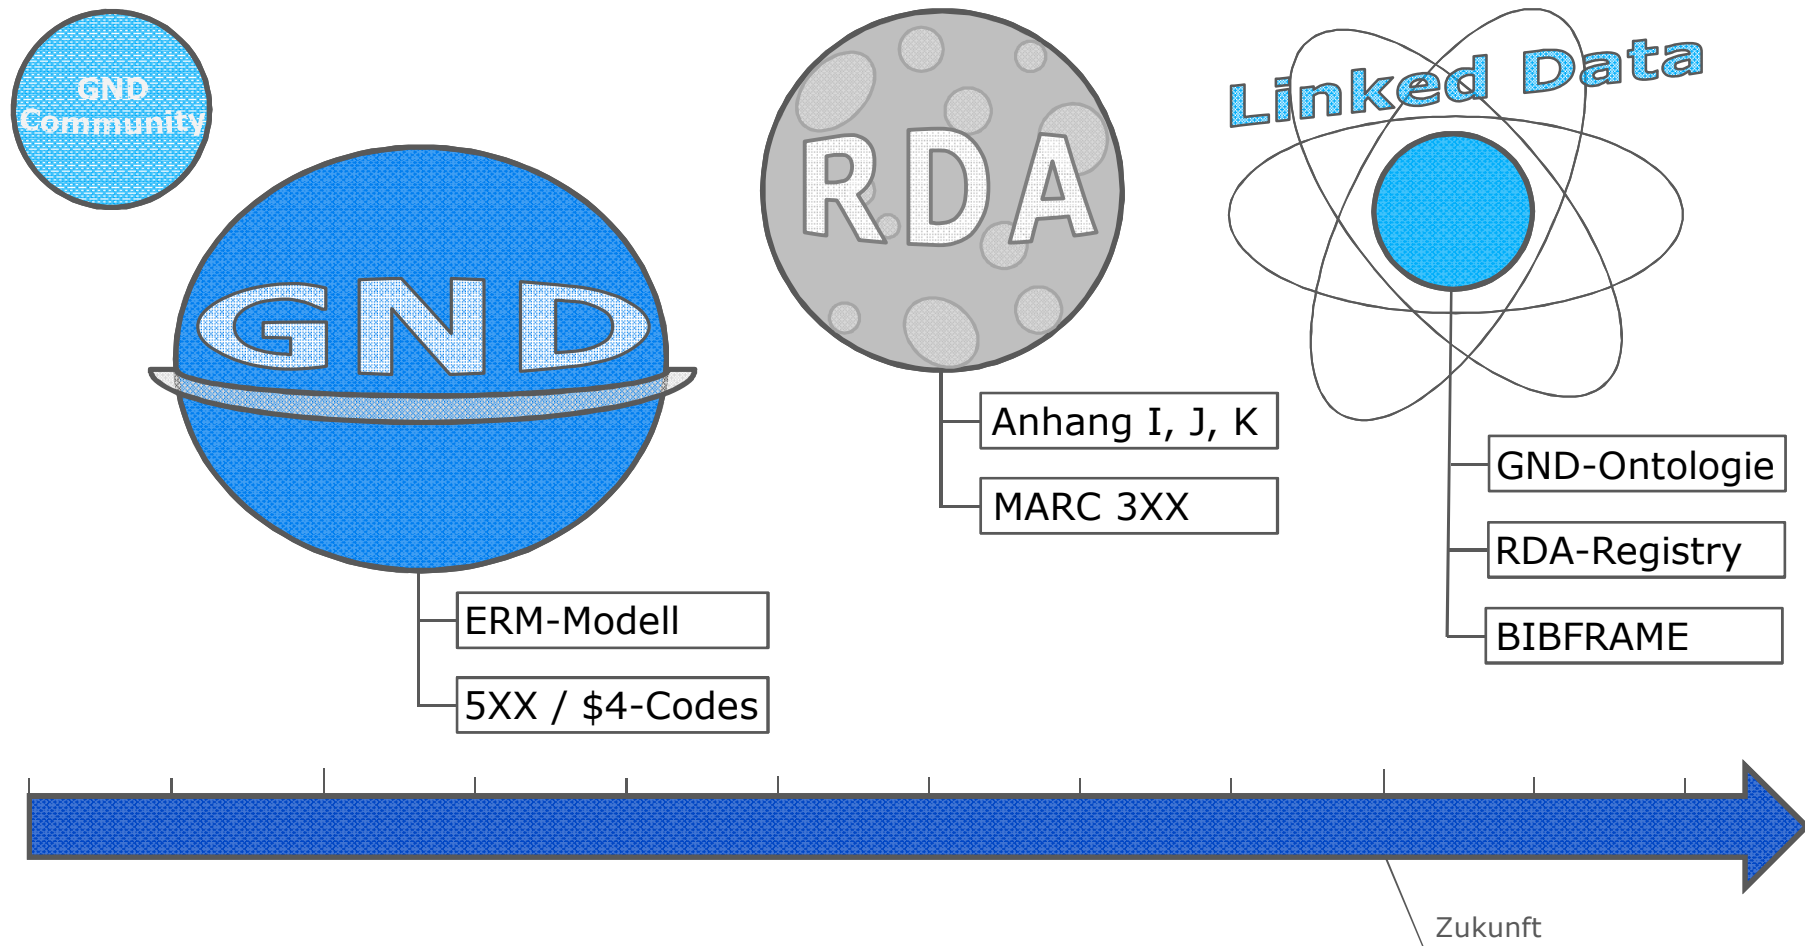 GND
Community
GND
ERM-Modell
5XX / $4-Codes
RDA
Anhang I, J, K
MARC 3XX
Linked Data
GND-Ontologie
RDA-Registry
BIBFRAME
Zukunft